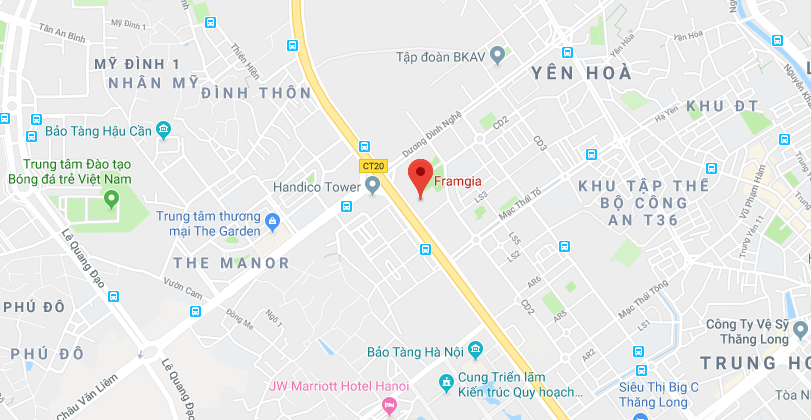 Tân An Bình
Mỹ Đình 1
MỸ ĐÌNH 1
NHÂN MỸ
Thiên Hiền
ĐÌNH THÔN
Tập đoàn BKAV
Yên Hòa
Yên Hòa
YÊN HOÀ
Nguyễn Khang
Hạ Yên
KHU ĐT
Bảo Tàng Hậu Cần
Dương Đình Nghệ
CD2
CD3
Trung tâm Đào tạo
Bóng đá trẻ Việt Nam
CT20
Handico Tower
Framgia
LS3
Mạc Thái Tổ
KHU TẬP THỂ
BỘ CÔNG
AN T36
Vũ Phạm Hàm
Trung Yên 11
Trung tâm thương
mại The Garden
THE MANOR
Lê Quang Đạo
LS5
LS2
AR6
CD2
Mạc Thái Tông
Vườn Cam
PHÚ ĐÔ
Đông Me
Ngõ 1
PHÚ ĐÔ
LS1
AR2
Công Ty Vệ Sỹ
Thăng Long
Bảo Tàng Hà Nội
TRUNG HO
Châu Văn Liêm
Lê Quang Đạo
JW Marriott Hotel Hanoi
Cung Triển lãm
Kiến trúc Quy hoạch...
Siêu Thị Big C
Thăng Long
Tòa N